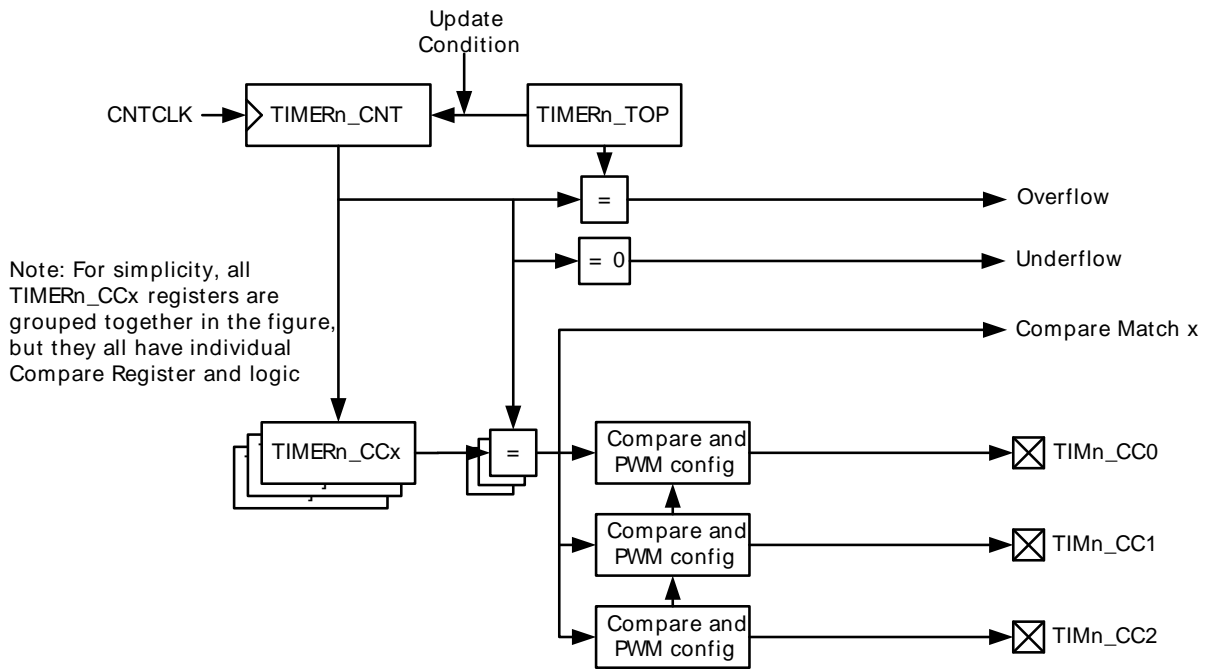 Update
Condition
CNTCLK
TIMERn_CNT
TIMERn_TOP
=
Overflow
= 0
Underflow
Note: For simplicity, all
TIMERn_CCx registers are
grouped together in the figure,
but they all have individual
Compare Register and logic
Compare Match x
TIMERn_CCx
=
Compare and
PWM config
TIMn_CC0
Compare and
PWM config
TIMn_CC1
Compare and
PWM config
TIMn_CC2